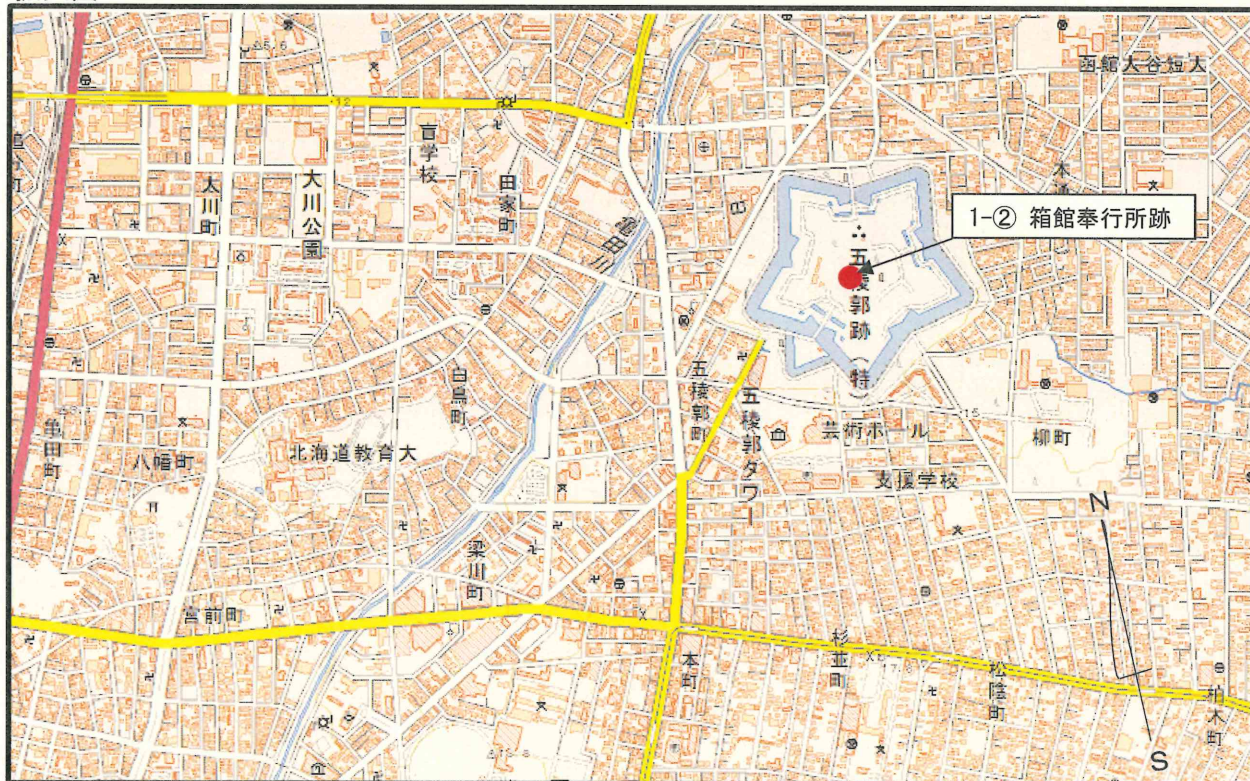 函館大谷短大
12
盲学校
大川町
大川公園
田家町
亀田川
1-② 箱館奉行所跡
五稜郭跡
(特)
白鳥町
五稜郭町
五稜郭タワー
芸術ホール
柳町
亀田町
八幡町
北海道教育大
支援学校
N
梁川町
宮前町
本町
杉並町
松陰町
柏木町
S